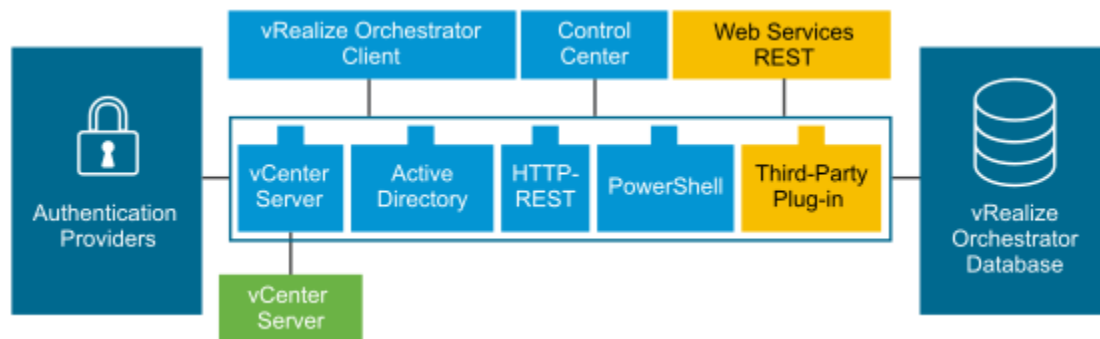 vRealize Orchestrator
Client
Control
Center
Web Services
REST
Authentication
Providers
vCenter
Server
Active
Directory
HTTP-
REST
PowerShell
Third-Party
Plug-in
vRealize
Orchestrator
Database
vCenter
Server